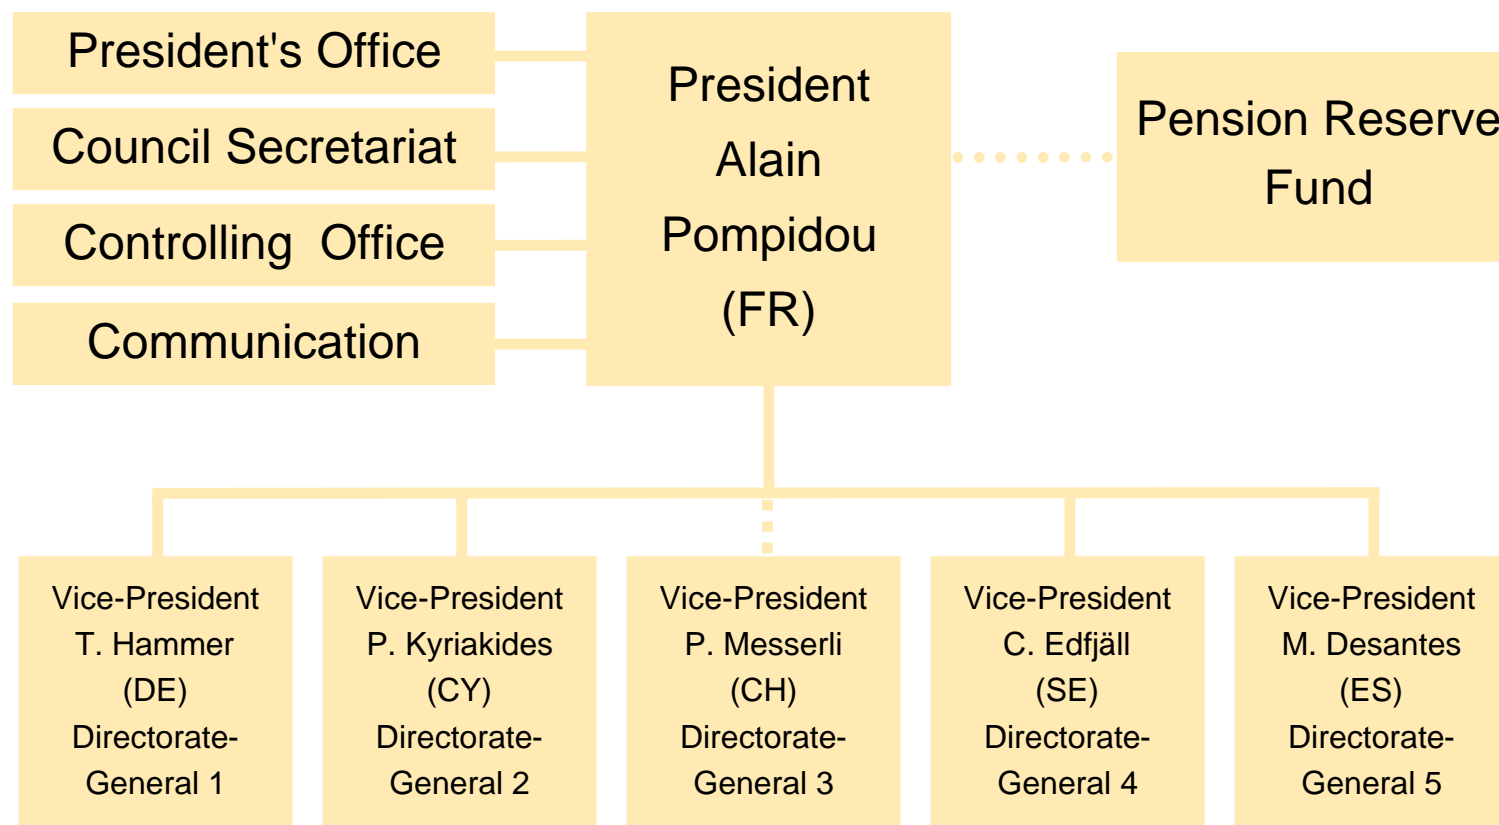 President's Office
Council Secretariat
Controlling Office
Communication
President
Alain
Pompidou
(FR)
Pension Reserve
Fund
Vice-President
T. Hammer
(DE)
Directorate-
General 1
Vice-President
P. Kyriakides
(CY)
Directorate-
General 2
Vice-President
P. Messerli
(CH)
Directorate-
General 3
Vice-President
C. Edfjäll
(SE)
Directorate-
General 4
Vice-President
M. Desantes
(ES)
Directorate-
General 5